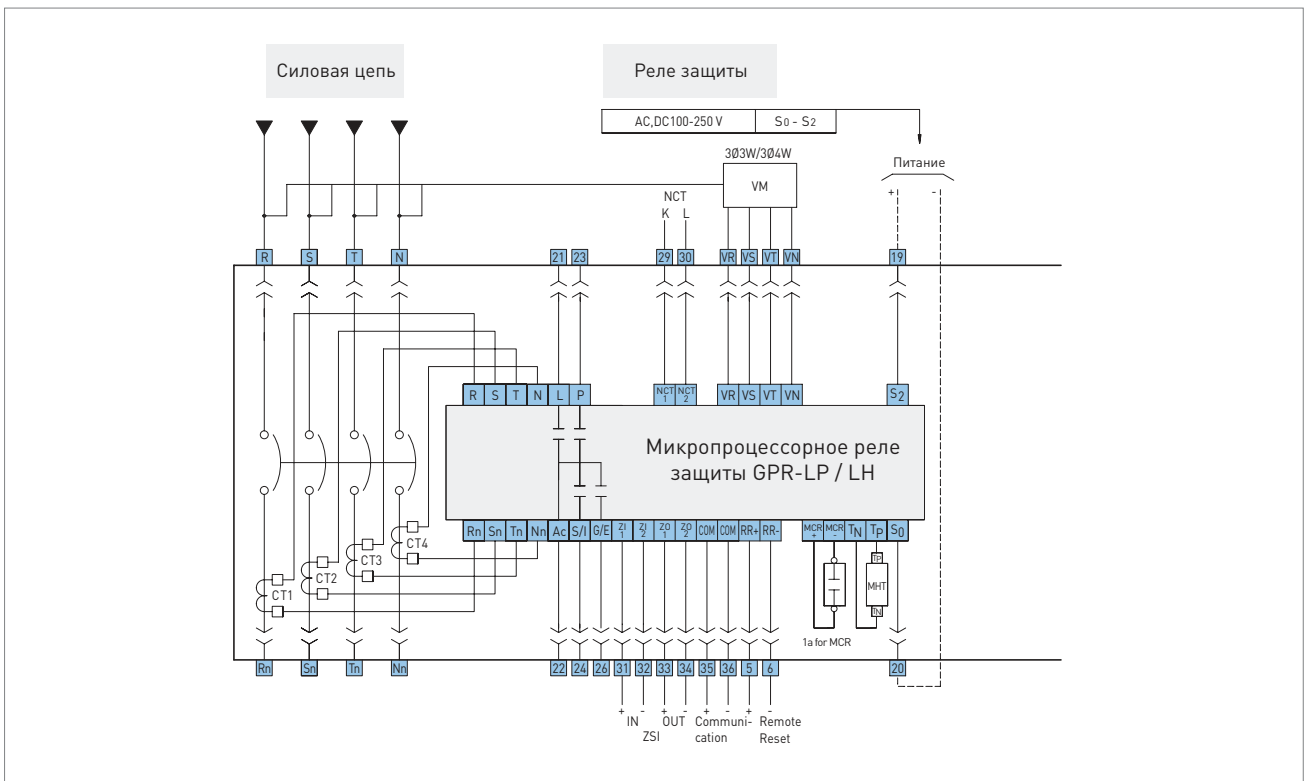 Силовая цепь
Реле защиты
AC,DC100-250 V
S0 - S2
3Ø3W/3Ø4W
VM
Питание
+ -
NCT
K L
R S T N 21 23 29 30 VR VS VT VN 19
R S T N L P NCT 1 NCT 2 VR VS VT VN S2
Микропроцессорное реле
защиты GPR-LP / LH
Rn Sn Tn Nn Ac S/I G/E ZI 1 ZI 2 ZO 1 ZO 2 COM COM RR+ RR- MCR + MCR - TN TP S0
CT4
CT3
CT2
CT1
TP
MHT
TN
1a for MCR
Rn Sn Tn Nn 22 24 26 31 32 33 34 35 36 5 6 20
+ - + - + - + -
IN OUT Communi- Remote
ZSI cation Reset